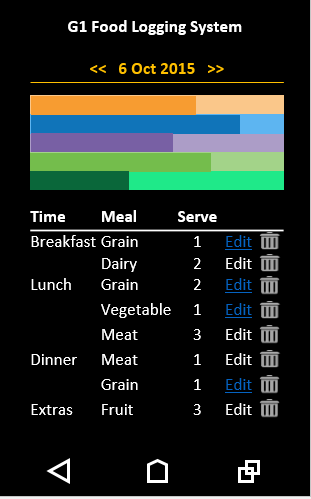 G1 Food Logging System
<< 6 Oct 2015 >>
Time Meal Serve
Breakfast Grain 1 Edit
Dairy 2 Edit
Lunch Grain 2 Edit
Vegetable 1 Edit
Meat 3 Edit
Dinner Meat 1 Edit
Grain 1 Edit
Extras Fruit 3 Edit